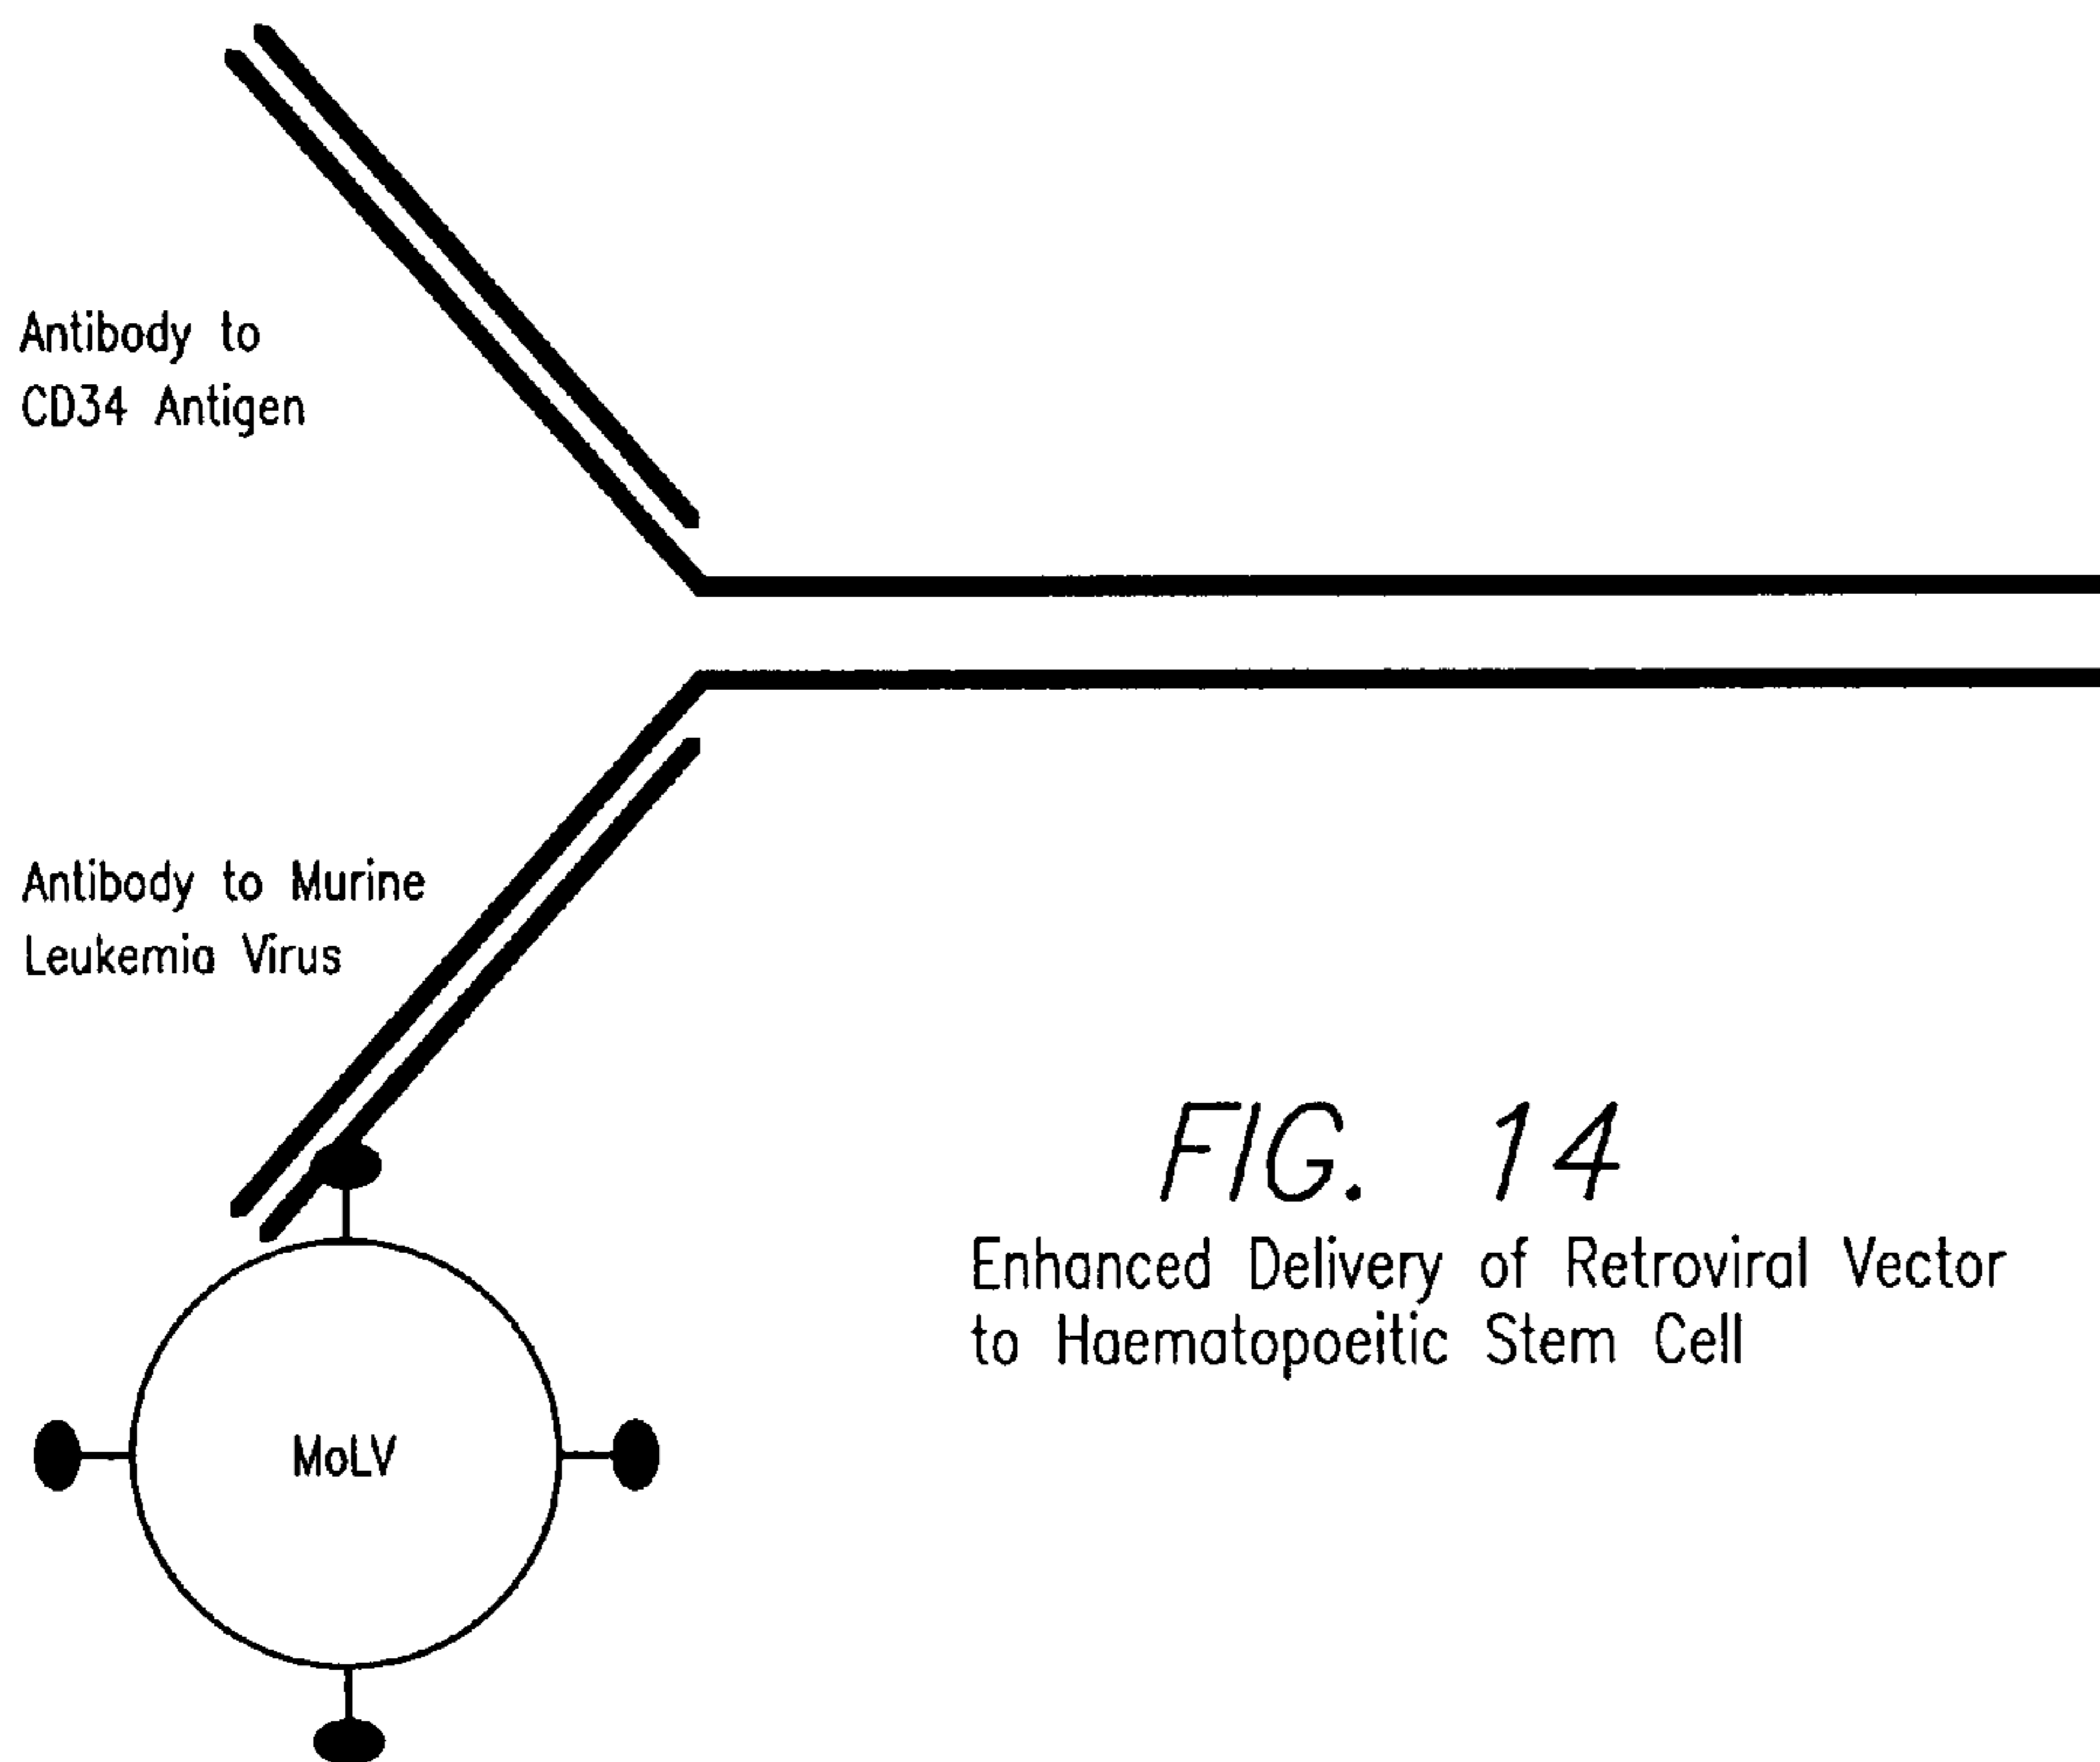 Antibody to
CD34 Antigen
Antibody to Murine
Leukemia Virus
MoLV
FIG. 14
Enhanced Delivery of Retroviral Vector
to Haematopoeitic Stem Cell